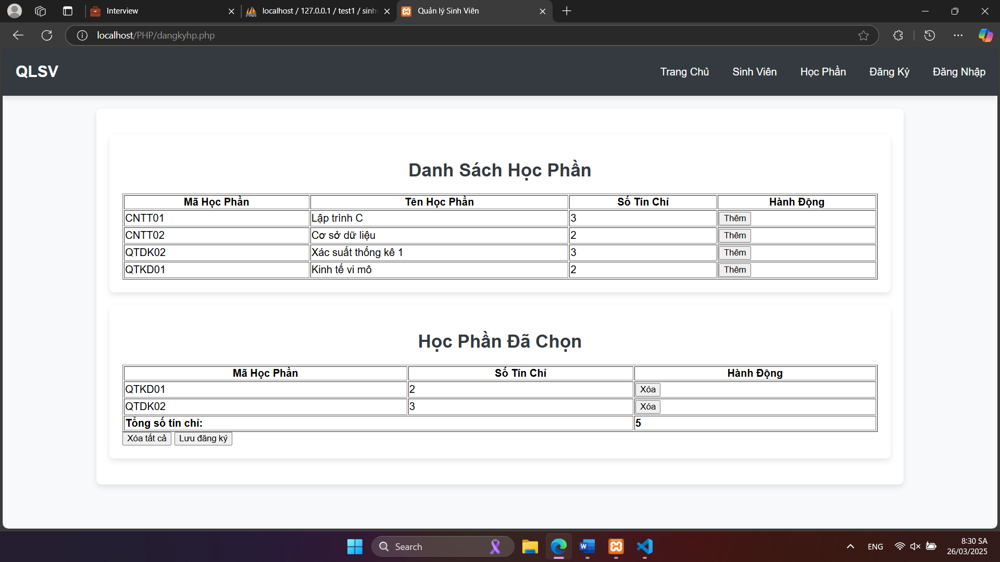 Interview
localhost / 127.0.0.1 / test1 / sinhv
Quản lý Sinh Viên
localhost/PHP/dangkyhp.php
QLSV
Trang Chủ
Sinh Viên
Học Phần
Đăng Ký
Đăng Nhập
Danh Sách Học Phần
Mã Học Phần Tên Học Phần Số Tín Chỉ Hành Động
CNTT01 Lập trình C 3 Thêm
CNTT02 Cơ sở dữ liệu 2 Thêm
QTDK02 Xác suất thống kê 1 3 Thêm
QTKD01 Kinh tế vi mô 2 Thêm
Học Phần Đã Chọn
Mã Học Phần Số Tín Chỉ Hành Động
QTKD01 2 Xóa
QTDK02 3 Xóa
Tổng số tín chỉ: 5
Xóa tất cả Lưu đăng ký
Search
ENG
8:30 SA
26/03/2025